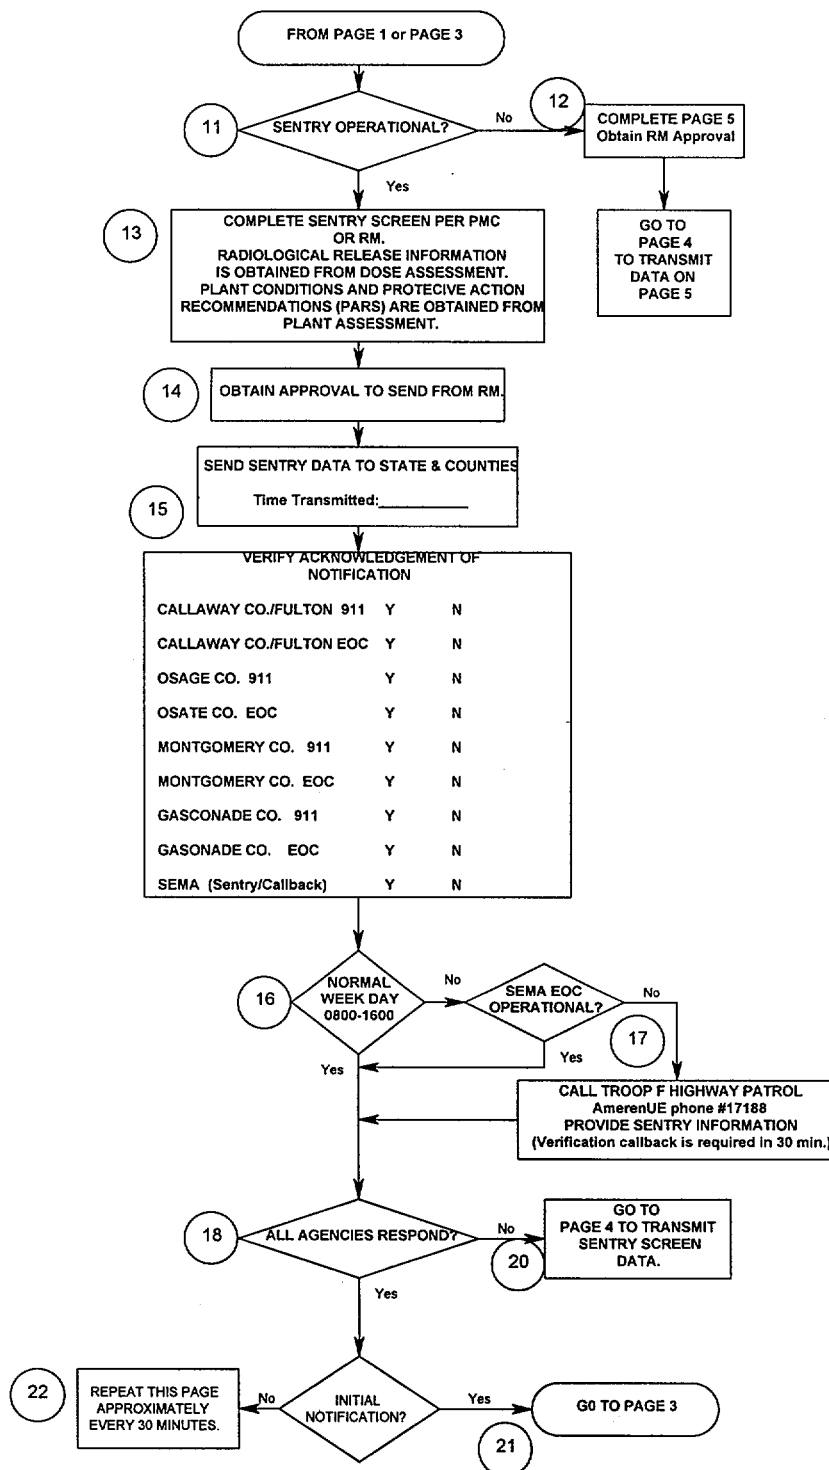 FROM PAGE 1 or PAGE 3
11
SENTRY OPERATIONAL?
No
12
COMPLETE PAGE 5
Obtain RM Approval
Yes
GO TO
PAGE 4
TO TRANSMIT
DATA ON
PAGE 5
13
COMPLETE SENTRY SCREEN PER PMC
OR RM.
RADIOLOGICAL RELEASE INFORMATION
IS OBTAINED FROM DOSE ASSESSMENT.
PLANT CONDITIONS AND PROTECIVE ACTION
RECOMMENDATIONS (PARS) ARE OBTAINED FROM
PLANT ASSESSMENT.
14
OBTAIN APPROVAL TO SEND FROM RM.
15
SEND SENTRY DATA TO STATE & COUNTIES
Time Transmitted:__________
VERIFY ACKNOWLEDGEMENT OF
NOTIFICATION
CALLAWAY CO./FULTON 911 Y N
CALLAWAY CO./FULTON EOC Y N
OSAGE CO. 911 Y N
OSATE CO. EOC Y N
MONTGOMERY CO. 911 Y N
MONTGOMERY CO. EOC Y N
GASCONADE CO. 911 Y N
GASONADE CO. EOC Y N
SEMA (Sentry/Callback) Y N
16
NORMAL
WEEK DAY
0800-1600
No
SEMA EOC
OPERATIONAL?
No
17
Yes
Yes
CALL TROOP F HIGHWAY PATROL
AmerenUE phone #17188
PROVIDE SENTRY INFORMATION
(Verification callback is required in 30 min.)
18
ALL AGENCIES RESPOND?
No
20
GO TO
PAGE 4 TO TRANSMIT
SENTRY SCREEN
DATA.
Yes
22
REPEAT THIS PAGE
APPROXIMATELY
EVERY 30 MINUTES.
No
INITIAL
NOTIFICATION?
Yes
21
G0 TO PAGE 3